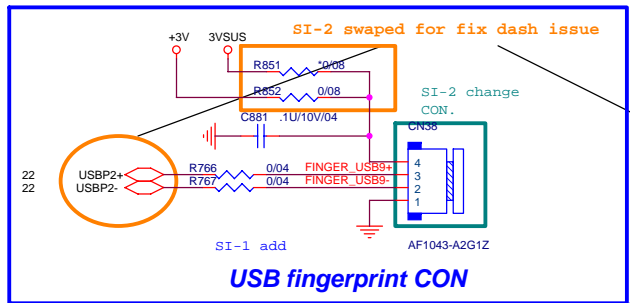 SI-2 swaped for fix dash issue
+3V
3VSUS
R851
*0/08
R852
0/08
C881
.1U/10V/04
SI-2 change
CON.
CN38
22
USBP2+
R766
0/04
FINGER_USB9+
22
USBP2-
R767
0/04
FINGER_USB9-
4
3
2
1
SI-1 add
AF1043-A2G1Z
USB fingerprint CON